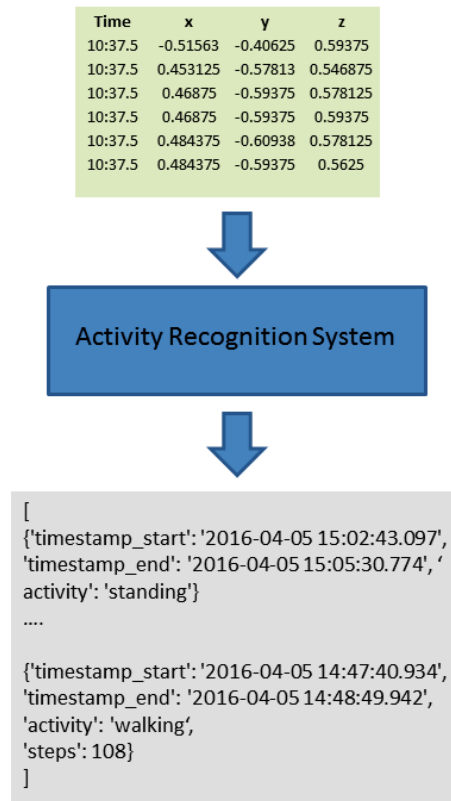 Time x y z
10:37.5 -0.51563 -0.40625 0.59375
10:37.5 0.453125 -0.57813 0.546875
10:37.5 0.46875 -0.59375 0.578125
10:37.5 0.46875 -0.59375 0.59375
10:37.5 0.484375 -0.60938 0.578125
10:37.5 0.484375 -0.59375 0.5625
Activity Recognition System
[
{'timestamp_start': '2016-04-05 15:02:43.097',
'timestamp_end': '2016-04-05 15:05:30.774', ‘
activity': 'standing'}
....
{'timestamp_start': '2016-04-05 14:47:40.934',
'timestamp_end': '2016-04-05 14:48:49.942',
'activity': 'walking‘,
'steps': 108}
]